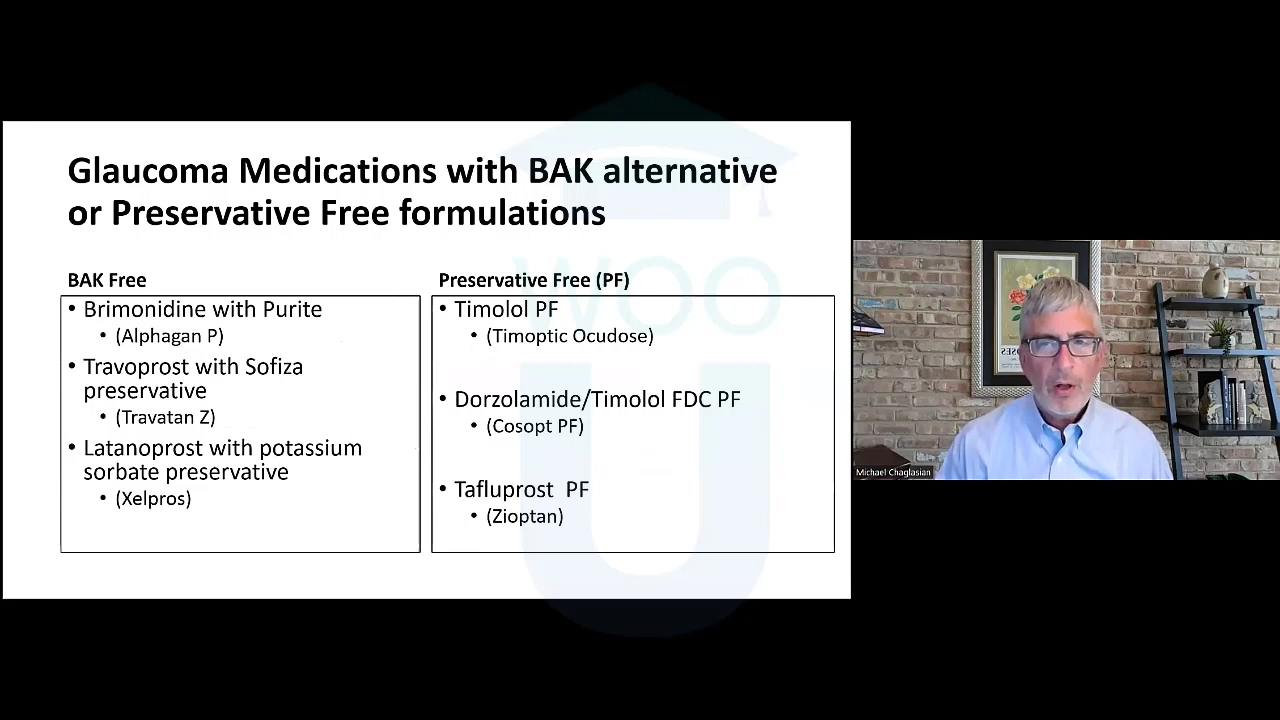 Glaucoma Medications with BAK alternative
or Preservative Free formulations
BAK Free
• Brimonidine with Purite
• (Alphagan P)
• Travoprost with Sofiza
preservative
• (Travatan Z)
• Latanoprost with potassium
sorbate preservative
• (Xelpros)
Preservative Free (PF)
• Timolol PF
• (Timoptic Ocudose)
• Dorzolamide/Timolol FDC PF
• (Cosopt PF)
• Tafluprost PF
• (Zioptan)
WOO
U
Michael Chaglasian